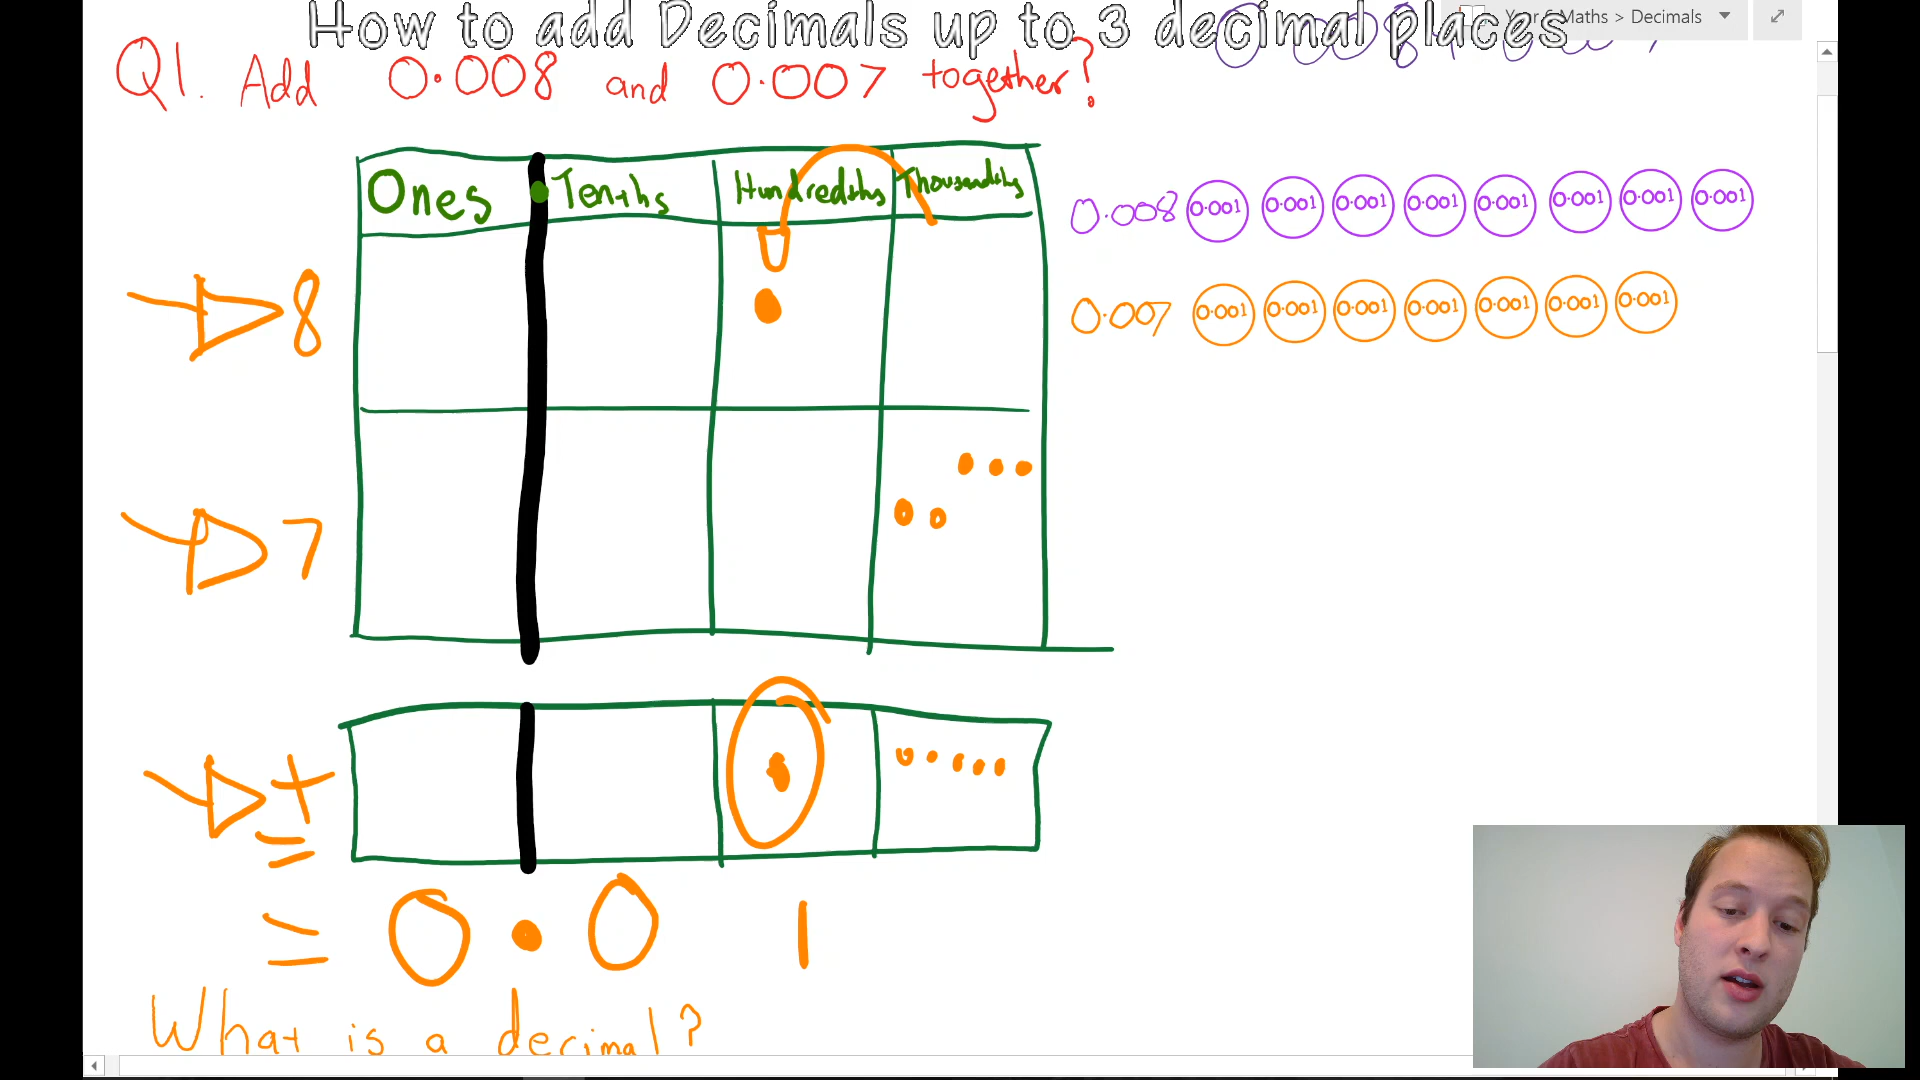 How to add Decimals up to 3 decimal places
Year 6 Maths > Decimals
Q1. Add 0.008 and 0.007 together?
Ones Tenths Hundredths Thousandths
0.008 0.001 0.001 0.001 0.001 0.001 0.001 0.001 0.001
8
0.007 0.001 0.001 0.001 0.001 0.001 0.001 0.001
7
+
=
= 0.01
What is a decimal?